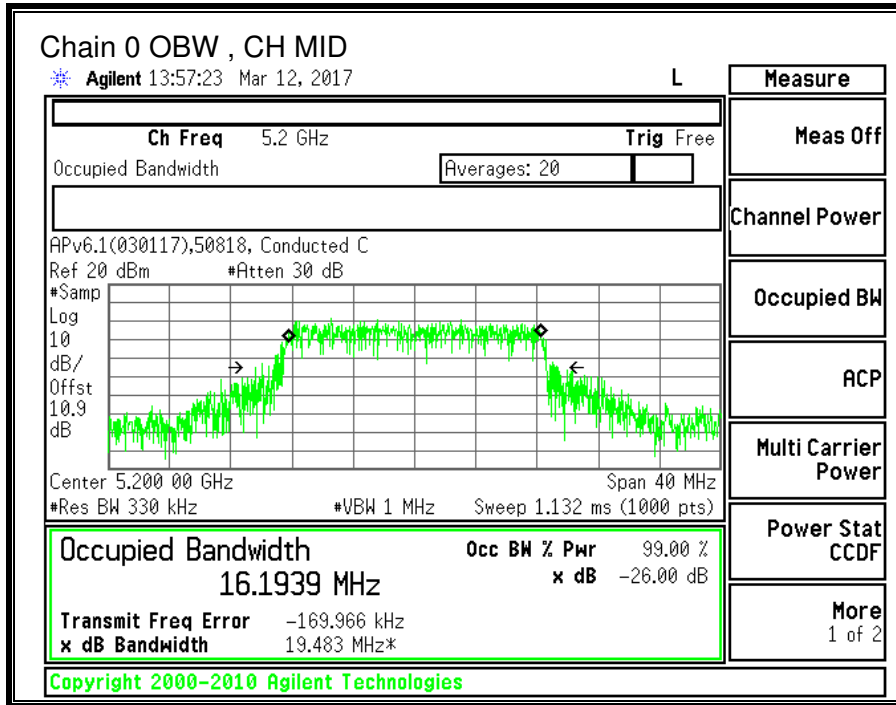 Chain 0 OBW , CH MID
Agilent 13:57:23 Mar 12, 2017 L
Measure
Ch Freq 5.2 GHz Trig Free
Occupied Bandwidth Averages: 20
Meas Off
Channel Power
APv6.1(030117),50818, Conducted C
Ref 20 dBm #Atten 30 dB
#Samp
Log
10
dB/
Offst
10.9
dB
Occupied BW
ACP
Multi Carrier
Power
Center 5.200 00 GHz Span 40 MHz
#Res BW 330 kHz #VBW 1 MHz Sweep 1.132 ms (1000 pts)
Occupied Bandwidth Occ BW % Pwr 99.00 %
16.1939 MHz x dB -26.00 dB
Transmit Freq Error -169.966 kHz
x dB Bandwidth 19.483 MHz*
Power Stat
CCDF
More
1 of 2
Copyright 2000-2010 Agilent Technologies